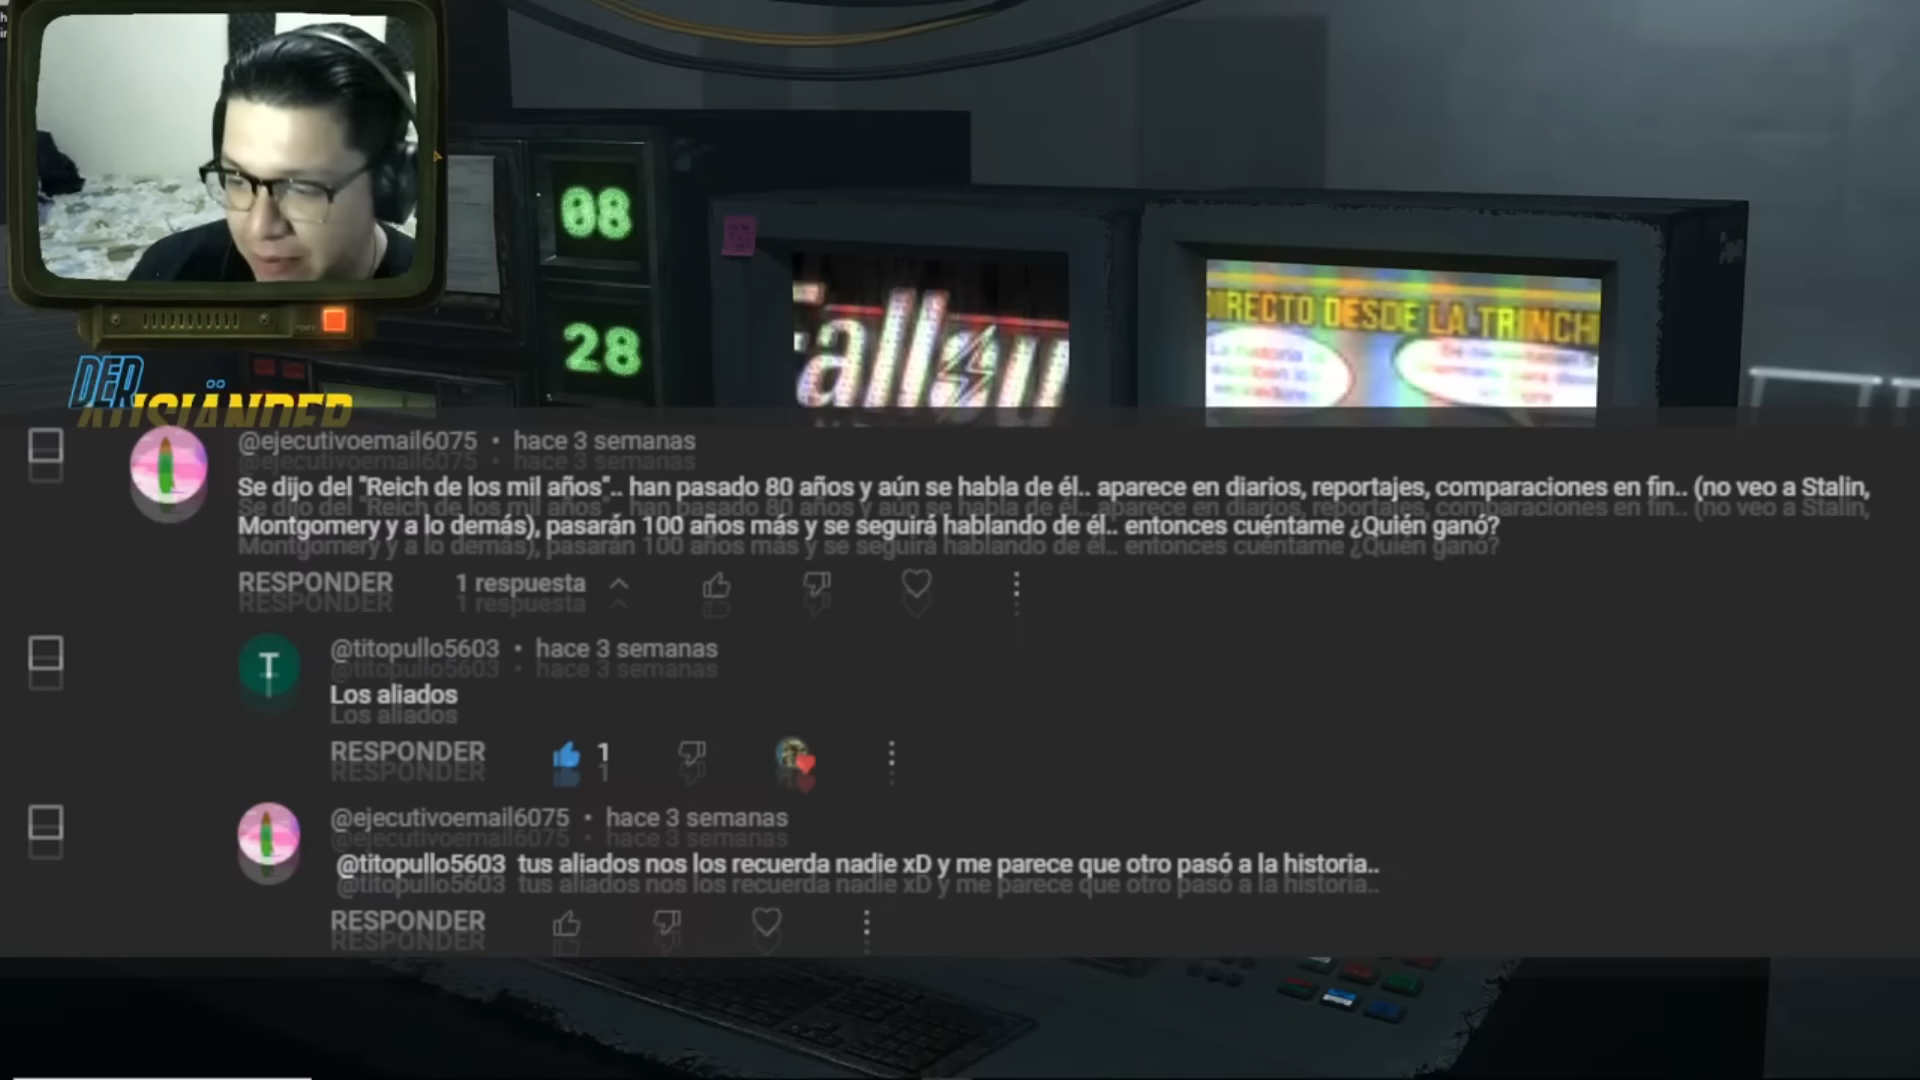 08
28
DIRECTO DESDE LA TRINCH
DER
AUSLÄNDER
@ejecutivoemail6075 • hace 3 semanas
Se dijo del "Reich de los mil años".. han pasado 80 años y aún se habla de él.. aparece en diarios, reportajes, comparaciones en fin.. (no veo a Stalin,
Montgomery y a lo demás), pasarán 100 años más y se seguirá hablando de él.. entonces cuéntame ¿Quién ganó?
RESPONDER 1 respuesta
T
@titopullo5603 • hace 3 semanas
Los aliados
RESPONDER 1
@ejecutivoemail6075 • hace 3 semanas
@titopullo5603 tus aliados nos los recuerda nadie xD y me parece que otro pasó a la historia..
RESPONDER